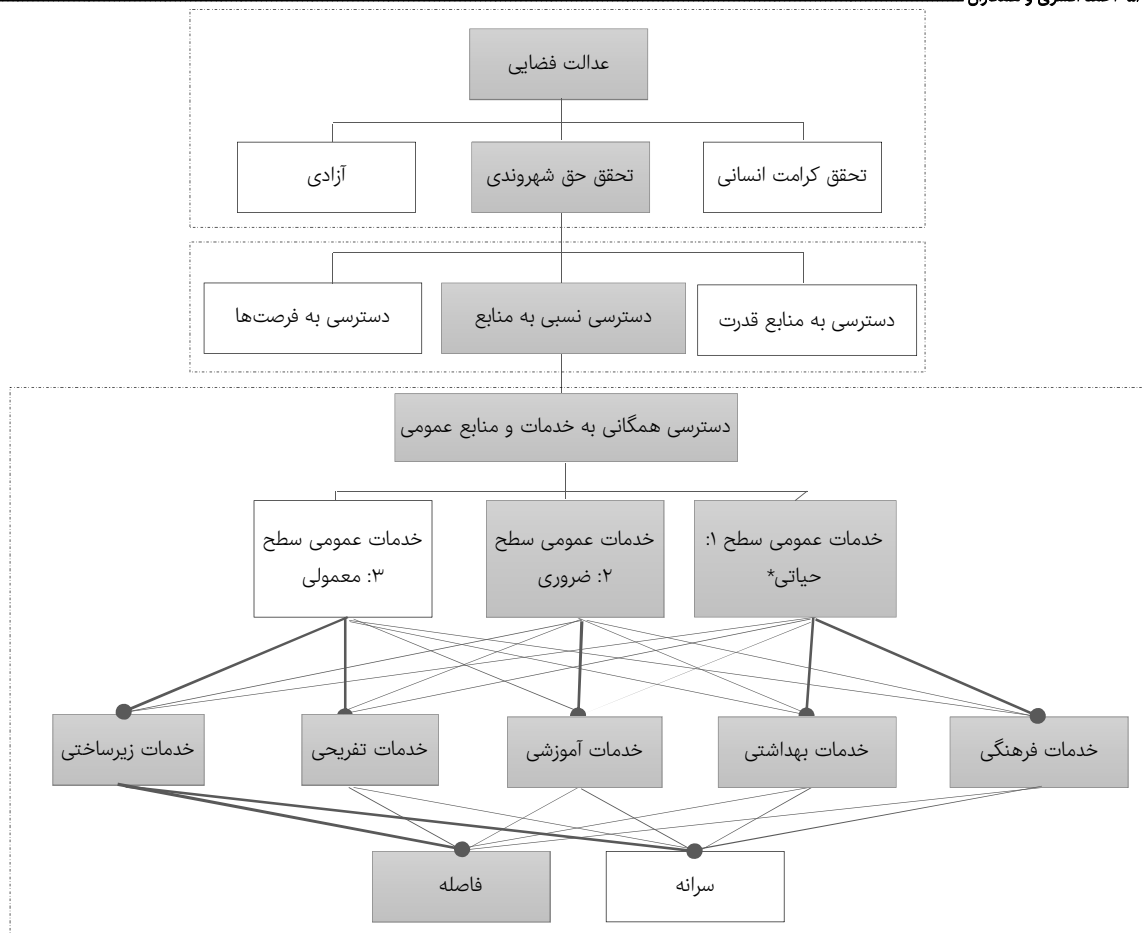 عدالت فضایی
تحقق کرامت انسانی
تحقق حق شهروندی
آزادی
دسترسی به منابع قدرت
دسترسی نسبی به منابع
دسترسی به فرصت‌ها
دسترسی همگانی به خدمات و منابع عمومی
خدمات عمومی سطح ۱:
حیاتی*
خدمات عمومی سطح
۲: ضروری
خدمات عمومی سطح
۳: معمولی
خدمات فرهنگی
خدمات بهداشتی
خدمات آموزشی
خدمات تفریحی
خدمات زیرساختی
سرانه
فاصله